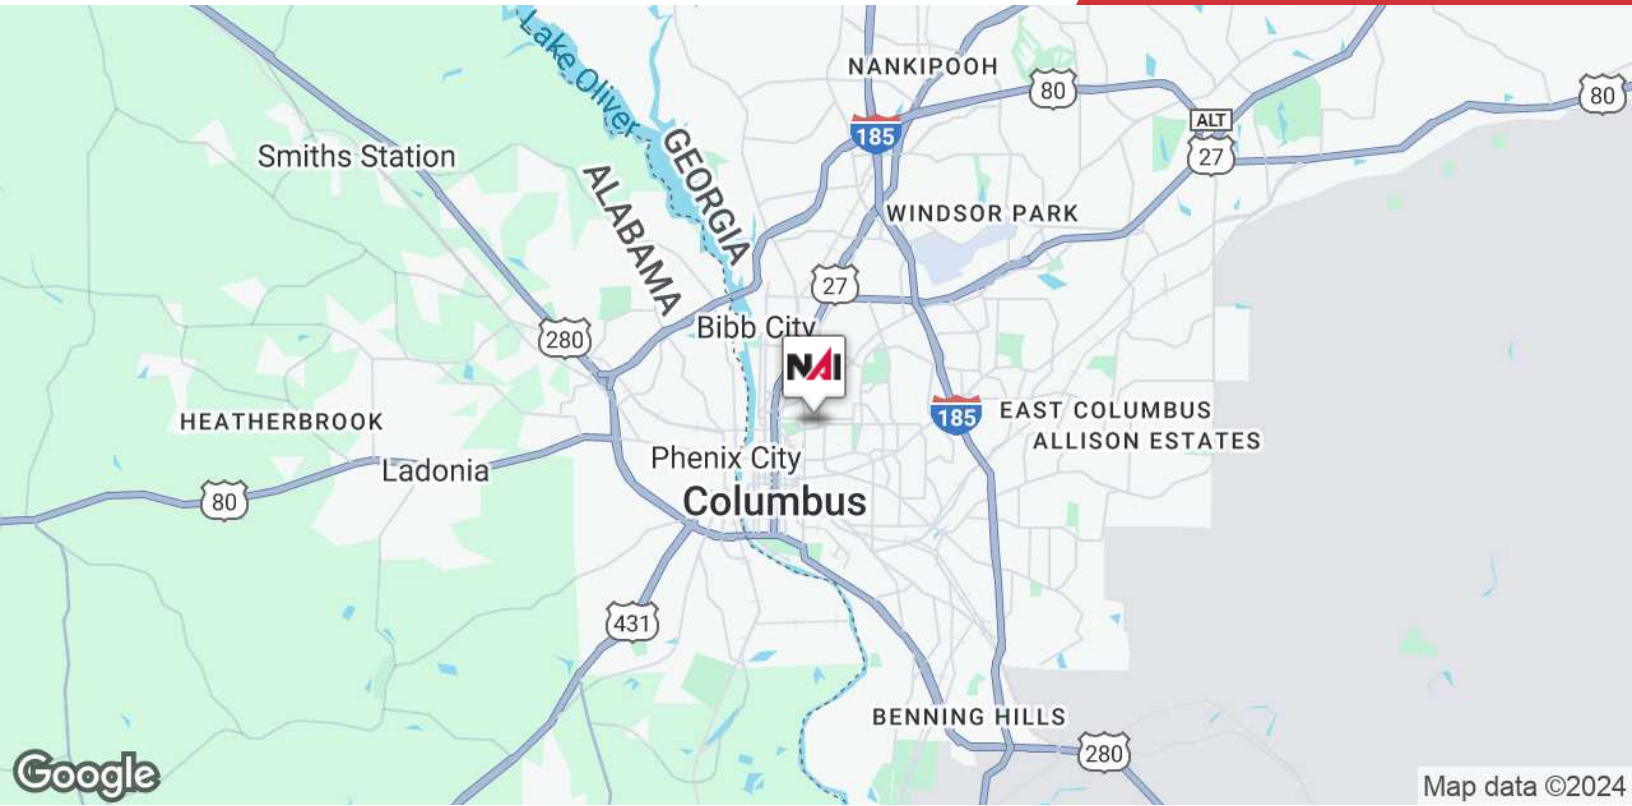 Lake Oliver
NANKIPOOH
80
80
ALT
27
185
GEORGIA
Smiths Station
ALABAMA
WINDSOR PARK
27
280
Bibb City
NAI
HEATHERBROOK
185
EAST COLUMBUS
ALLISON ESTATES
Phenix City
Ladonia
80
Columbus
431
BENNING HILLS
280
Google
Map data ©2024